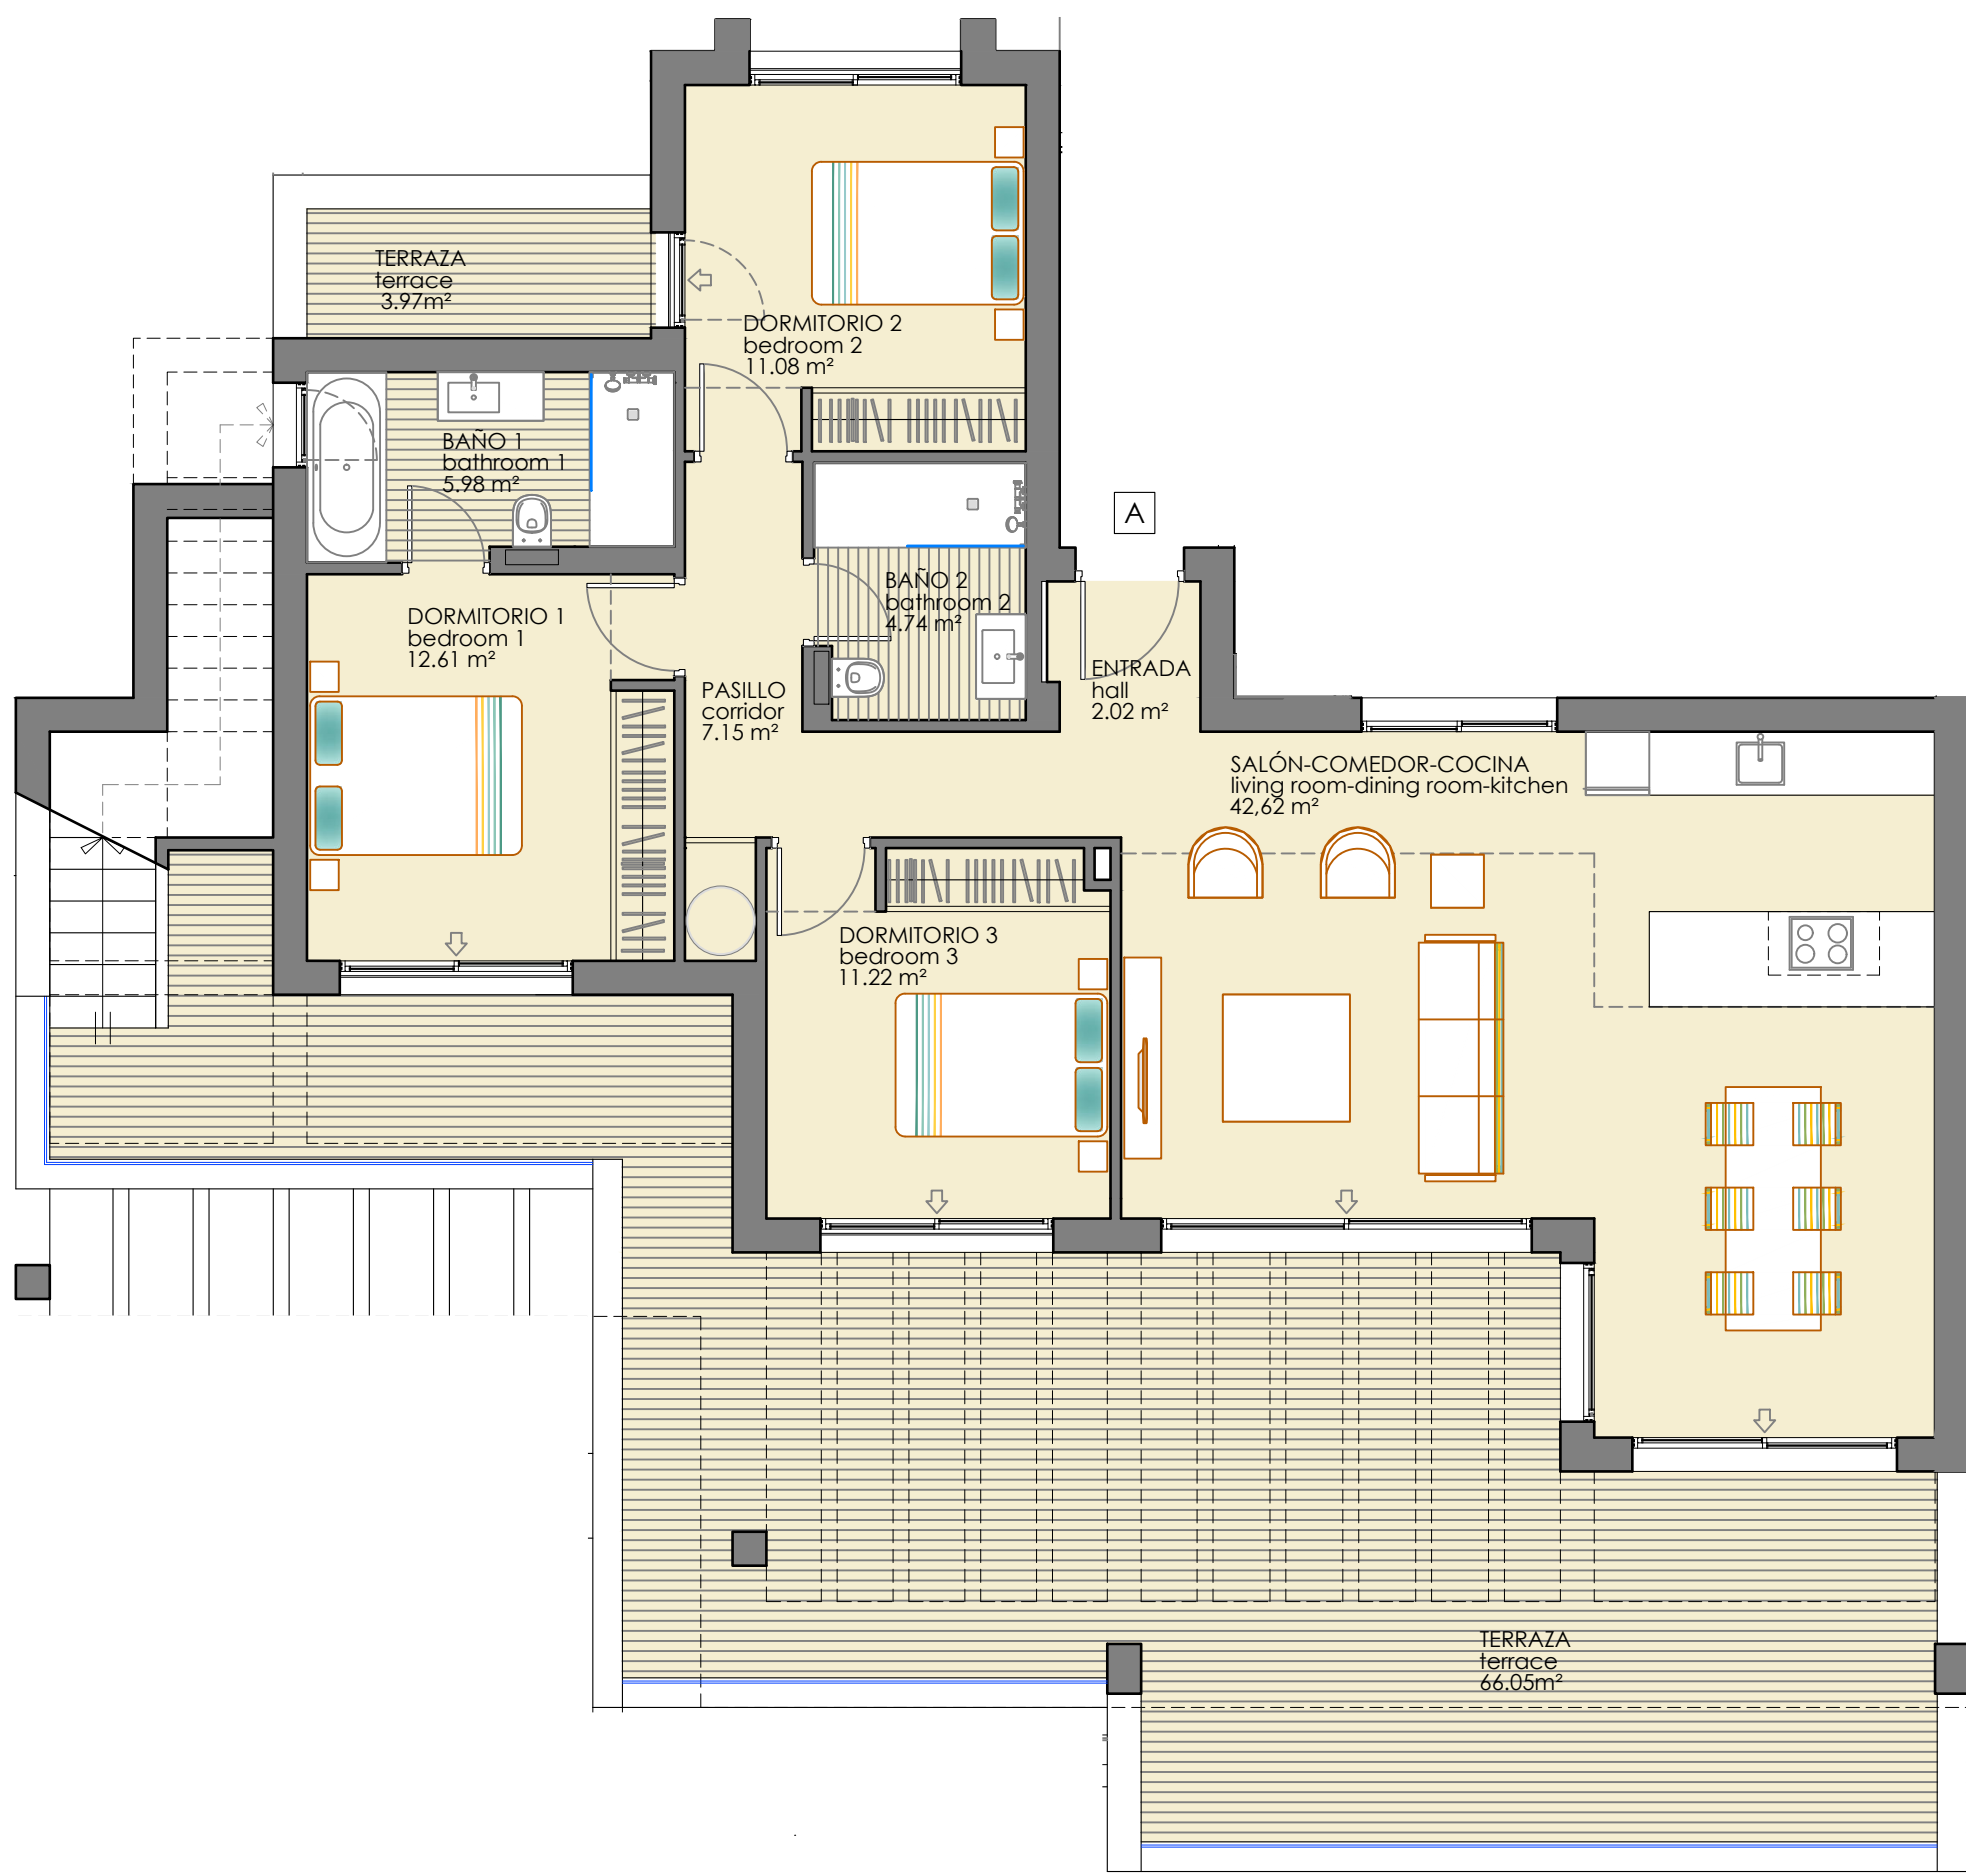 TERRAZA
terrace
3.97m²
DORMITORIO 2
bedroom 2
11.08 m²
BAÑO 1
bathroom 1
5.98 m²
A
BAÑO 2
bathroom 2
4.74 m²
DORMITORIO 1
bedroom 1
12.61 m²
ENTRADA
hall
2.02 m²
PASILLO
corridor
7.15 m²
SALÓN-COMEDOR-COCINA
living room-dining room-kitchen
42,62 m²
DORMITORIO 3
bedroom 3
11.22 m²
TERRAZA
terrace
66.05m²